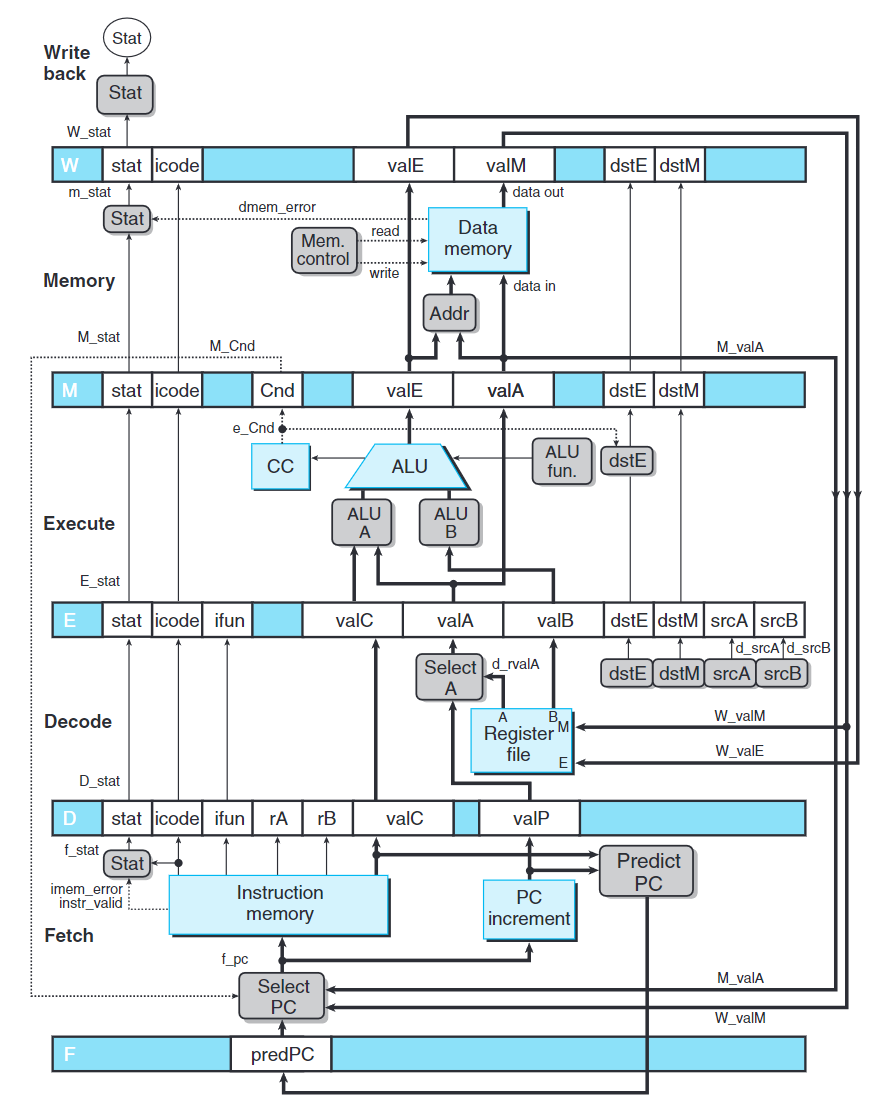 Stat
Write
back
Stat
W_stat
W
stat
icode
valE
valM
dstE
dstM
m_stat
data out
Stat
dmem_error
Data
memory
read
Mem.
control
write
Memory
data in
Addr
M_stat
M_Cnd
M_valA
M
stat
icode
Cnd
valE
valA
dstE
dstM
e_Cnd
CC
ALU
ALU
fun.
dstE
ALU
A
ALU
B
Execute
E_stat
E
stat
icode
ifun
valC
valA
valB
dstE
dstM
srcA
srcB
d_srcA
d_srcB
Select
A
d_rvalA
dstE
dstM
srcA
srcB
Decode
A
B
M
Register
file
E
W_valM
W_valE
D_stat
D
stat
icode
ifun
rA
rB
valC
valP
f_stat
Stat
Predict
PC
imem_error
instr_valid
Instruction
memory
PC
increment
Fetch
f_pc
Select
PC
M_valA
W_valM
F
predPC